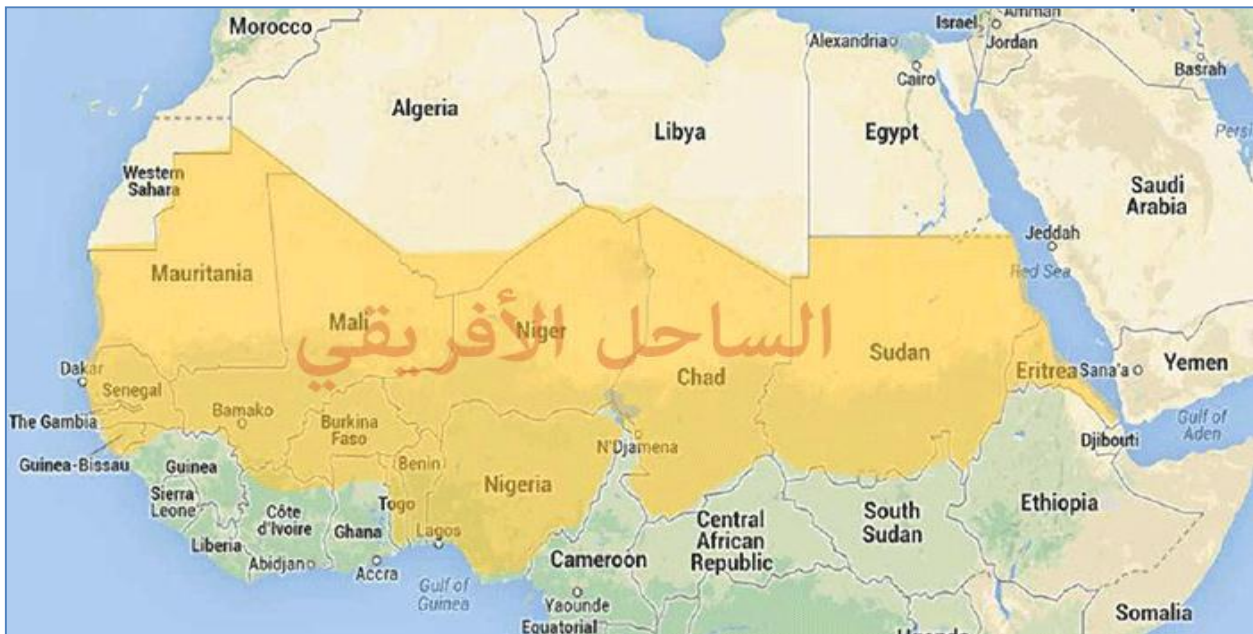 Morocco
Algeria
Libya
Egypt
Alexandria
Cairo
Israel
Amman
Jordan
Basrah
Persi
Western
Sahara
Saudi
Arabia
Jeddah
Red Sea
Mauritania
Mali
Niger
Chad
Sudan
Eritrea
Sana'a
Yemen
الساحل الأفريقي
Dakar
Senegal
The Gambia
Guinea-Bissau
Bamako
Burkina
Faso
Benin
Nigeria
N'Djamena
Djibouti
Gulf of
Aden
Guinea
Sierra
Leone
Liberia
Côte
d'Ivoire
Abidjan
Ghana
Accra
Togo
Lagos
Gulf of
Guinea
Cameroon
Yaounde
Equatorial
Central
African
Republic
South
Sudan
Ethiopia
Somalia